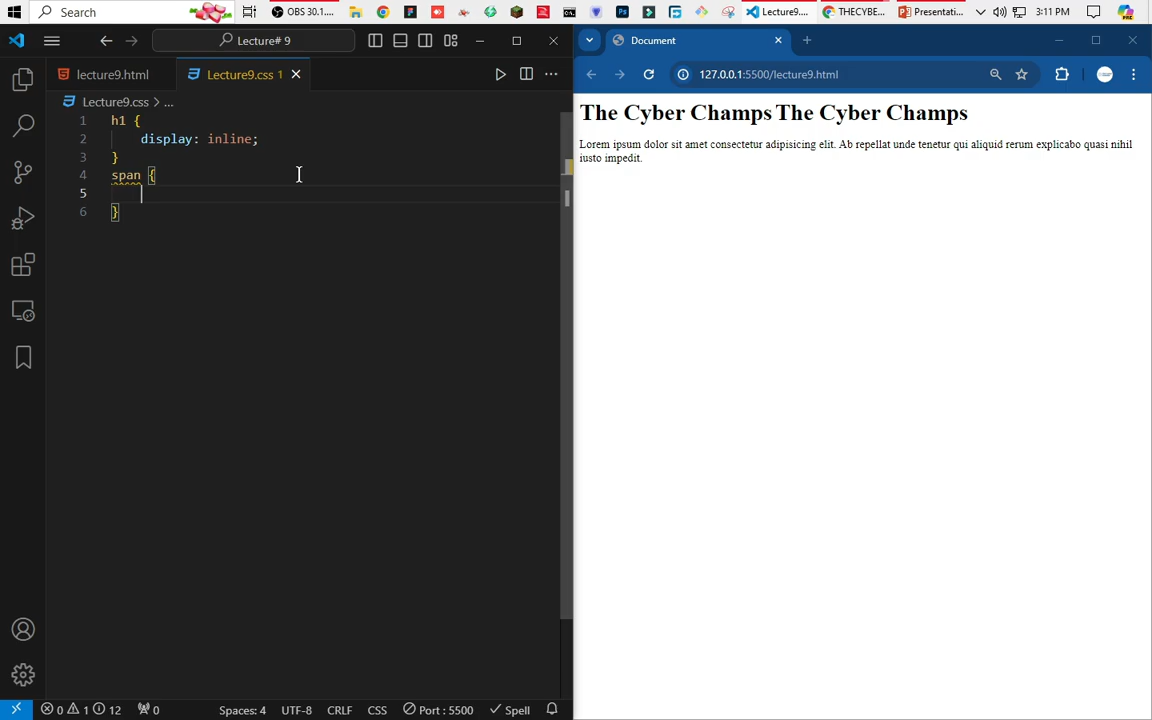 Search
OBS 30.1....
Lecture9....
THECYBE...
Presentati...
3:11 PM
Lecture# 9
lecture9.html
Lecture9.css 1
Lecture9.css > ...
1 h1 {
2 display: inline;
3 }
4 span {
5
6 }
0 1 12 0
Spaces: 4 UTF-8 CRLF CSS Port : 5500 Spell
Document
127.0.0.1:5500/lecture9.html
The Cyber Champs The Cyber Champs
Lorem ipsum dolor sit amet consectetur adipisicing elit. Ab repellat unde tenetur qui aliquid rerum explicabo quasi nihil
iusto impedit.